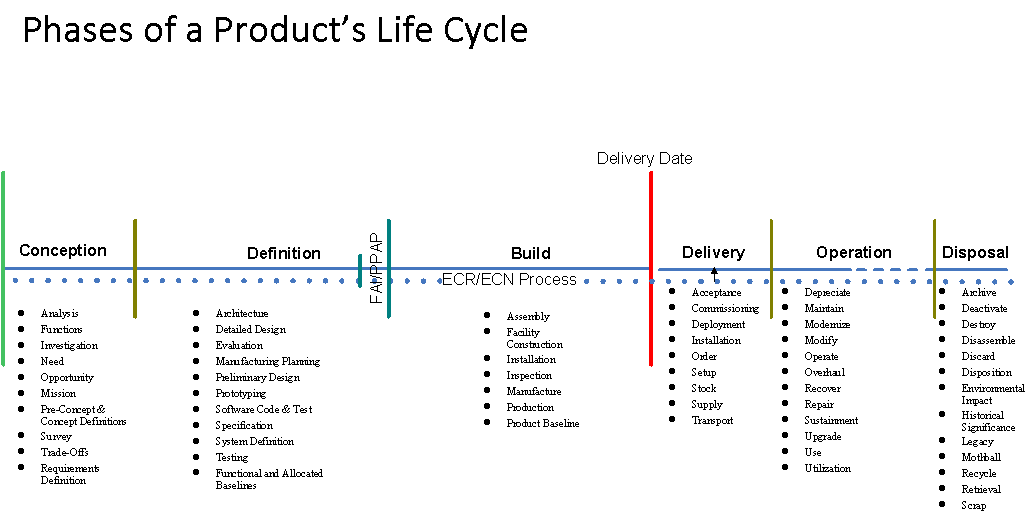 Phases of a Product's Life Cycle
Delivery Date
Conception
Definition
FAI/PPAP
Build
Delivery
Operation
Disposal
ECR/ECN Process
Analysis
Functions
Investigation
Need
Opportunity
Mission
Pre-Concept &
Concept Definitions
Survey
Trade-Offs
Requirements
Definition
Architecture
Detailed Design
Evaluation
Manufacturing Planning
Preliminary Design
Prototyping
Software Code & Test
Specification
System Definition
Testing
Functional and Allocated
Baselines
Assembly
Facility
Construction
Installation
Inspection
Manufacture
Production
Product Baseline
Acceptance
Commissioning
Deployment
Installation
Order
Setup
Stock
Supply
Transport
Depreciate
Maintain
Modernize
Modify
Operate
Overhaul
Recover
Repair
Sustainment
Upgrade
Use
Utilization
Archive
Deactivate
Destroy
Disassemble
Discard
Disposition
Environmental
Impact
Historical
Significance
Legacy
Mothball
Recycle
Retrieval
Scrap